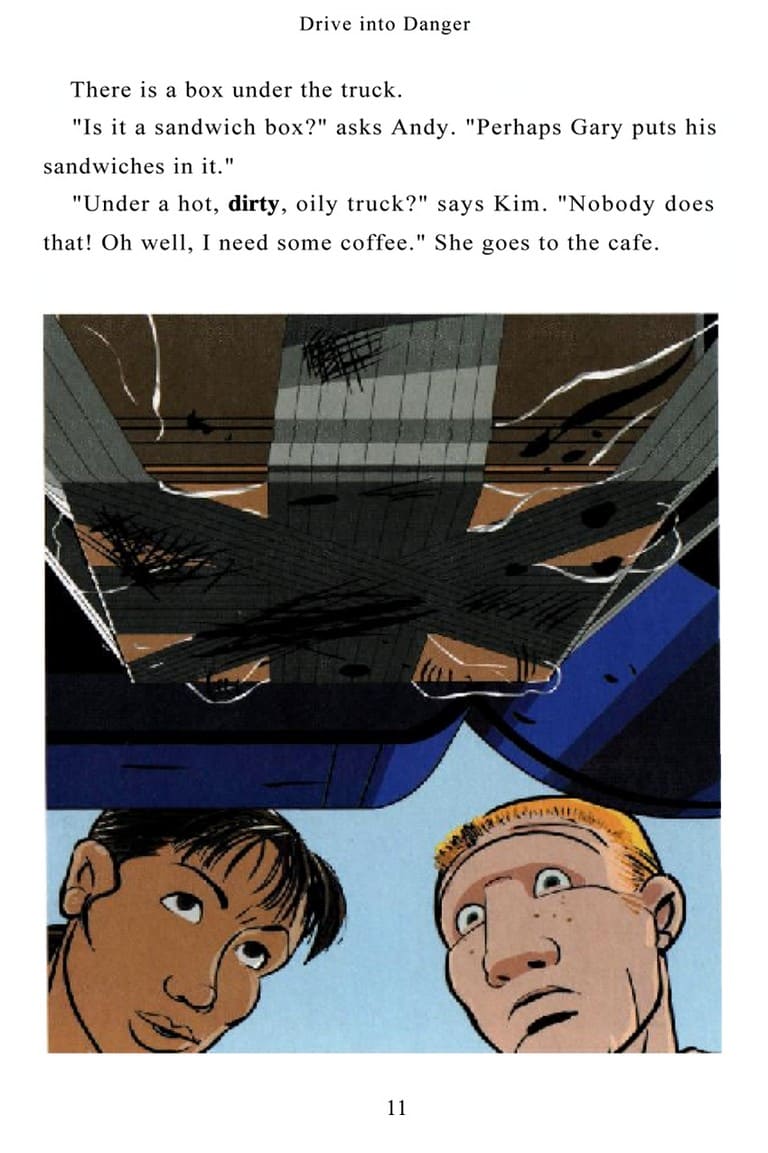 Drive into Danger
There is a box under the truck.
"Is it a sandwich box?" asks Andy. "Perhaps Gary puts his
sandwiches in it."
"Under a hot, dirty, oily truck?" says Kim. "Nobody does
that! Oh well, I need some coffee." She goes to the cafe.
11